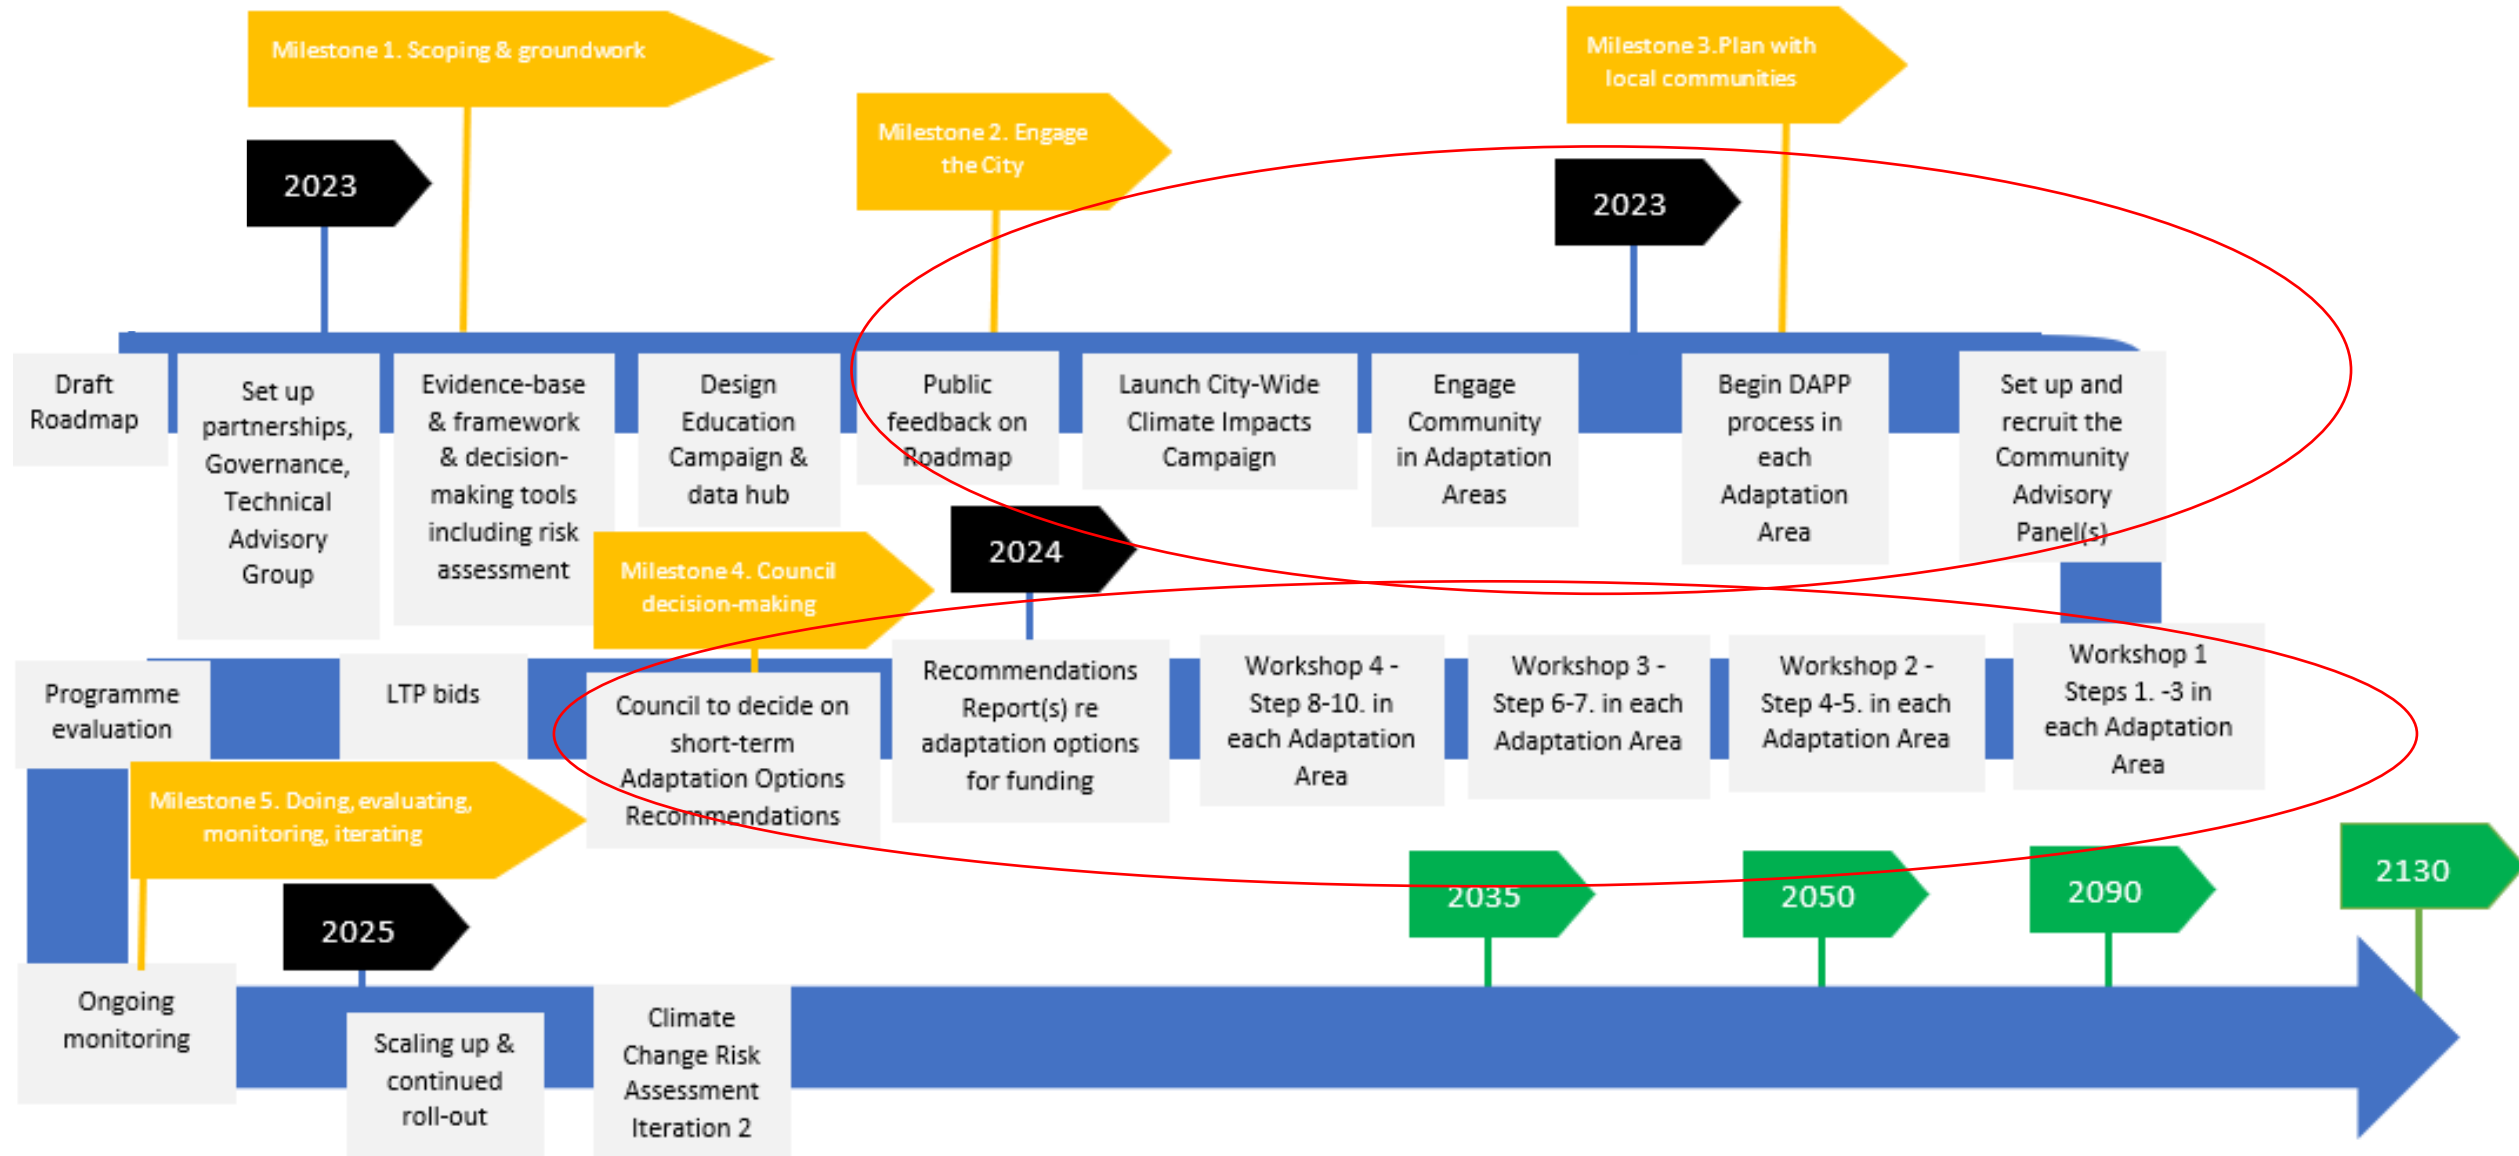 Milestone 1. Scoping & groundwork
Milestone 3.Plan with
local communities
Milestone 2. Engage
the City
2023
2023
Draft
Roadmap
Set up
partnerships,
Governance,
Technical
Advisory
Group
Evidence-base
& framework
& decision-
making tools
including risk
assessment
Design
Education
Campaign &
data hub
Public
feedback on
Roadmap
Launch City-Wide
Climate Impacts
Campaign
Engage
Community
in Adaptation
Areas
Begin DAPP
process in
each
Adaptation
Area
Set up and
recruit the
Community
Advisory
Panel(s)
Milestone 4. Council
decision-making
2024
Programme
evaluation
LTP bids
Council to decide on
short-term
Adaptation Options
Recommendations
Recommendations
Report(s) re
adaptation options
for funding
Workshop 4 -
Step 8-10. in
each Adaptation
Area
Workshop 3 -
Step 6-7. in each
Adaptation Area
Workshop 2 -
Step 4-5. in each
Adaptation Area
Workshop 1
Steps 1. -3 in
each Adaptation
Area
Milestone 5. Doing, evaluating,
monitoring, iterating
2025
2035
2050
2090
2130
Ongoing
monitoring
Scaling up &
continued
roll-out
Climate
Change Risk
Assessment
Iteration 2